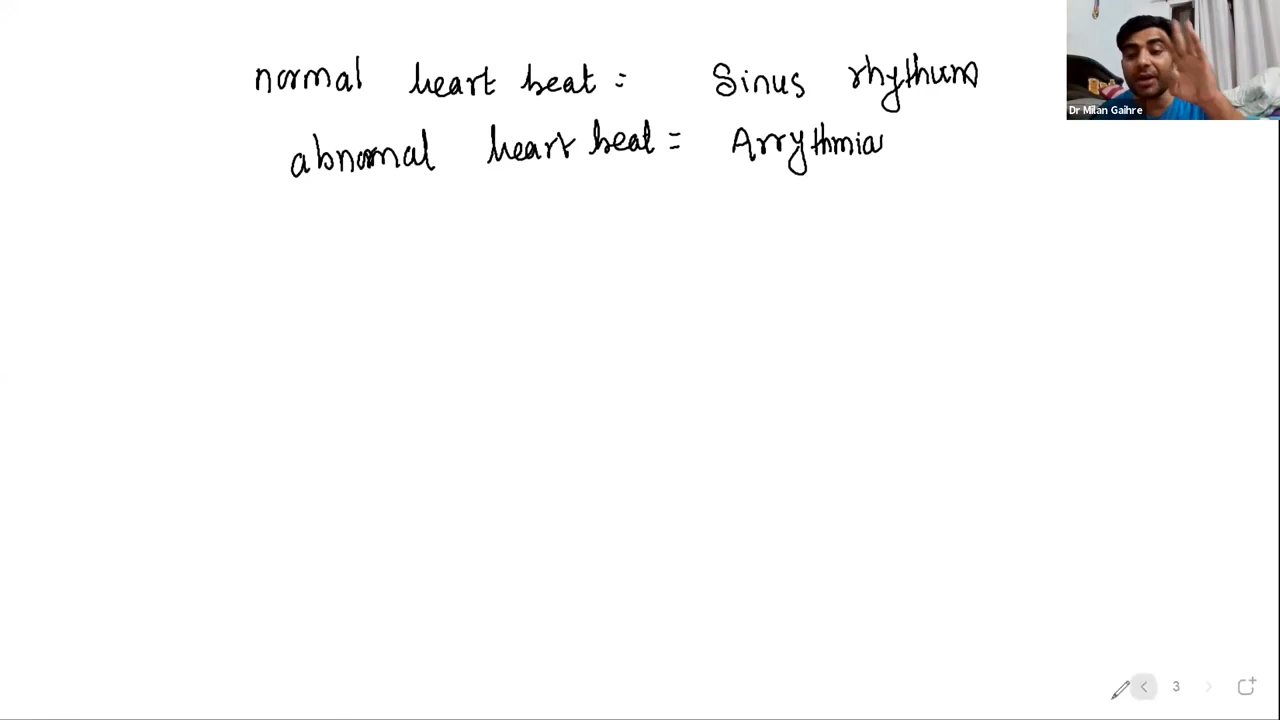 normal heart beat = Sinus rhythum
abnormal heart beat = Arrythmia
Dr Milan Gaihre
3